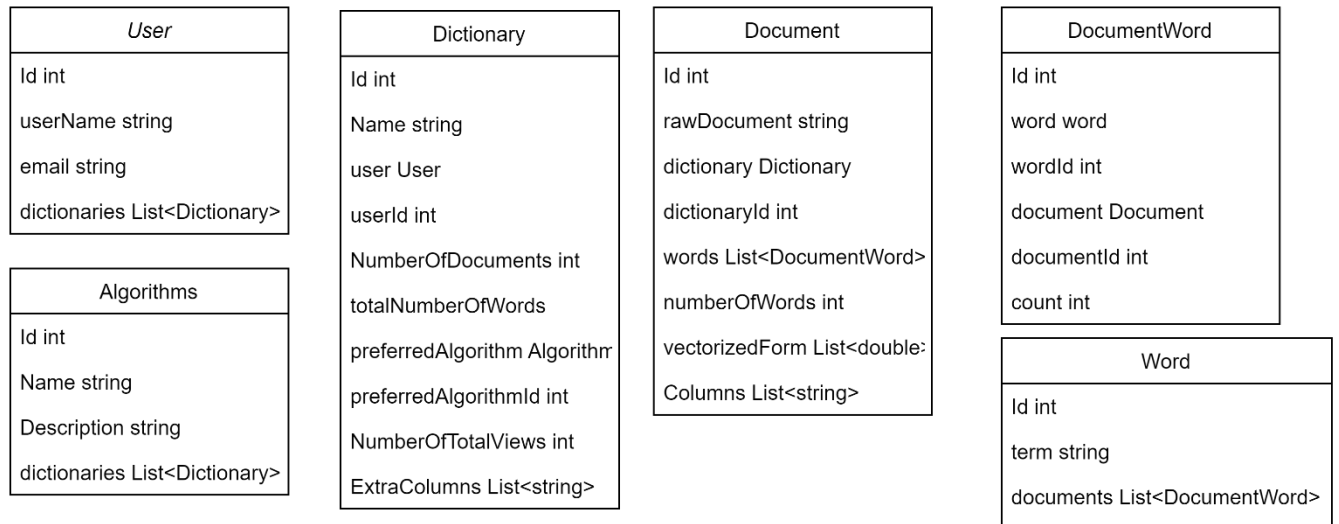 User
Id int
userName string
email string
dictionaries List<Dictionary>
Algorithms
Id int
Name string
Description string
dictionaries List<Dictionary>
Dictionary
Id int
Name string
user User
userId int
NumberOfDocuments int
totalNumberOfWords
preferredAlgorithm Algorithm
preferredAlgorithmId int
NumberOfTotalViews int
ExtraColumns List<string>
Document
Id int
rawDocument string
dictionary Dictionary
dictionaryId int
words List<DocumentWord>
numberOfWords int
vectorizedForm List<double>
Columns List<string>
DocumentWord
Id int
word word
wordId int
document Document
documentId int
count int
Word
Id int
term string
documents List<DocumentWord>